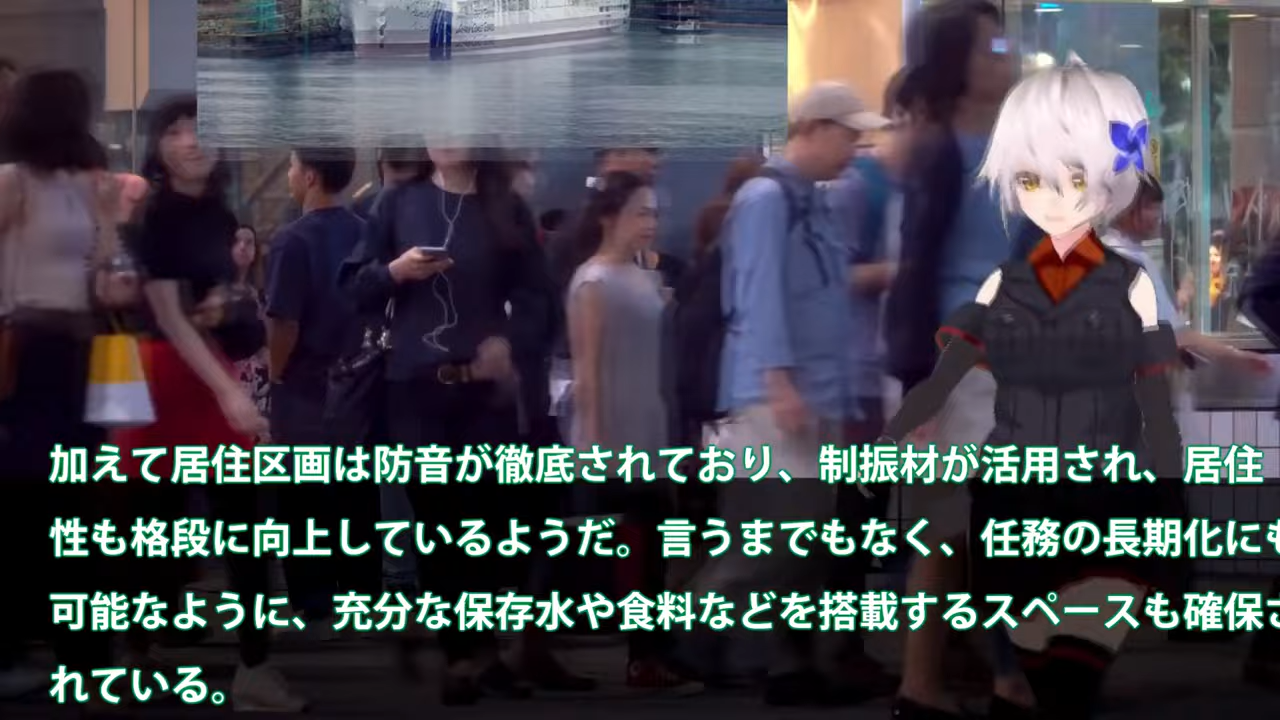 加えて居住区画は防音が徹底されており、制振材が活用され、居住
性も格段に向上しているようだ。言うまでもなく、任務の長期化に
可能なように、充分な保存水や食料などを搭載するスペースも確保
れている。